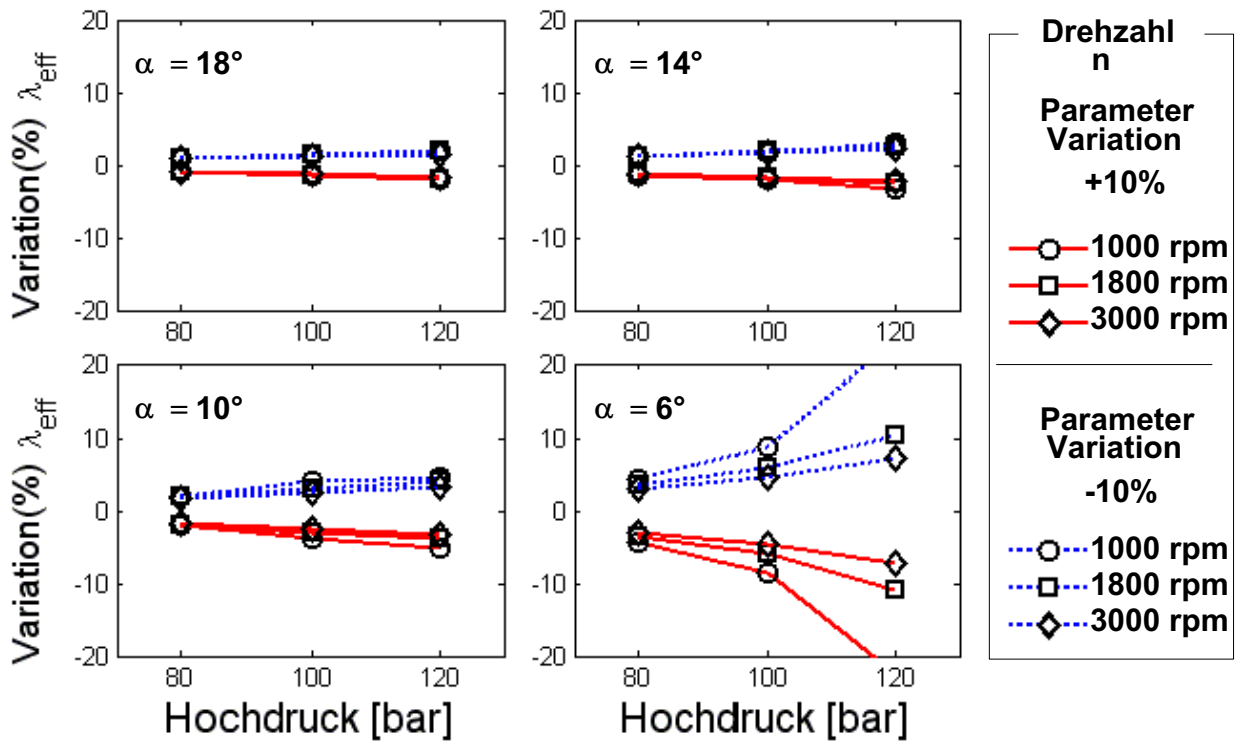 Variation(%) λeff
20
10
0
-10
-20
α = 18°
80
100
120
20
10
0
-10
-20
α = 14°
80
100
120
Variation(%) λeff
20
10
0
-10
-20
α = 10°
80
100
120
Hochdruck [bar]
20
10
0
-10
-20
α = 6°
80
100
120
Hochdruck [bar]
Drehzahl
n
Parameter
Variation
+10%
1000 rpm
1800 rpm
3000 rpm
Parameter
Variation
-10%
1000 rpm
1800 rpm
3000 rpm